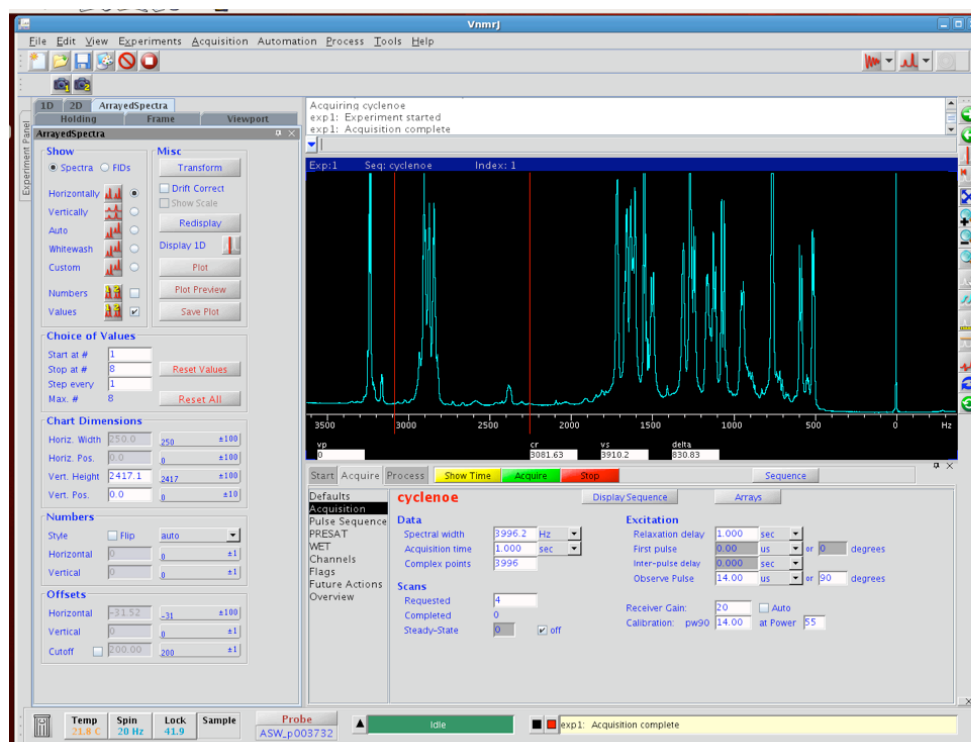 VnmrJ
File Edit View Experiments Acquisition Automation Process Tools Help
1D 2D ArrayedSpectra
Holding Frame Viewport
Experiment Panel
ArrayedSpectra
Show
Spectra FIDs
Horizontally
Vertically
Auto
Whitewash
Custom
Numbers
Values
Misc
Transform
Drift Correct
Show Scale
Redisplay
Display 1D
Plot
Plot Preview
Save Plot
Choice of Values
Start at # 1
Stop at # 8 Reset Values
Step every 1
Max. # 8 Reset All
Chart Dimensions
Horiz. Width 250.0 250 ±100
Horiz. Pos. 0.0 0 ±100
Vert. Height 2417.1 2417 ±100
Vert. Pos. 0.0 0 ±10
Numbers
Style Flip auto
Horizontal 0 0 ±1
Vertical 0 0 ±1
Offsets
Horizontal -31.52 -31 ±100
Vertical 0 0 ±1
Cutoff 200.00 200 ±1
Acquiring cyclenoe
exp1: Experiment started
exp1: Acquisition complete
Exp:1 Seq: cyclenoe Index: 1
3500 3000 2500 2000 1500 1000 500 0 Hz
vp cr vs delta
0 3081.63 3910.2 830.83
Start Acquire Process Show Time Acquire Stop Sequence
Defaults
Acquisition
Pulse Sequence
PRESAT
WET
Channels
Flags
Future Actions
Overview
cyclenoe Display Sequence Arrays
Data
Spectral width 3996.2 Hz
Acquisition time 1.000 sec
Complex points 3996
Scans
Requested 4
Completed 0
Steady-State 0 off
Excitation
Relaxation delay 1.000 sec
First pulse 0.00 us or 0 degrees
Inter-pulse delay 0.000 sec
Observe Pulse 14.00 us or 90 degrees
Receiver Gain: 20 Auto
Calibration: pw90 14.00 at Power 55
Temp Spin Lock Sample Probe
21.8 C 20 Hz 41.9 ASW_p003732
Idle
exp1: Acquisition complete